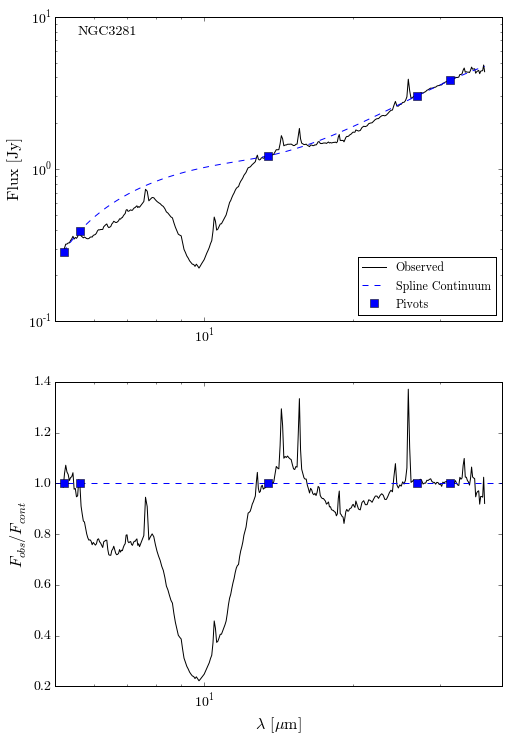 NGC3281
10^1
10^0
10^-1
Flux [Jy]
Observed
Spline Continuum
Pivots
10^1
1.4
1.2
1.0
0.8
0.6
0.4
0.2
F_obs/F_cont
10^1
λ [μm]